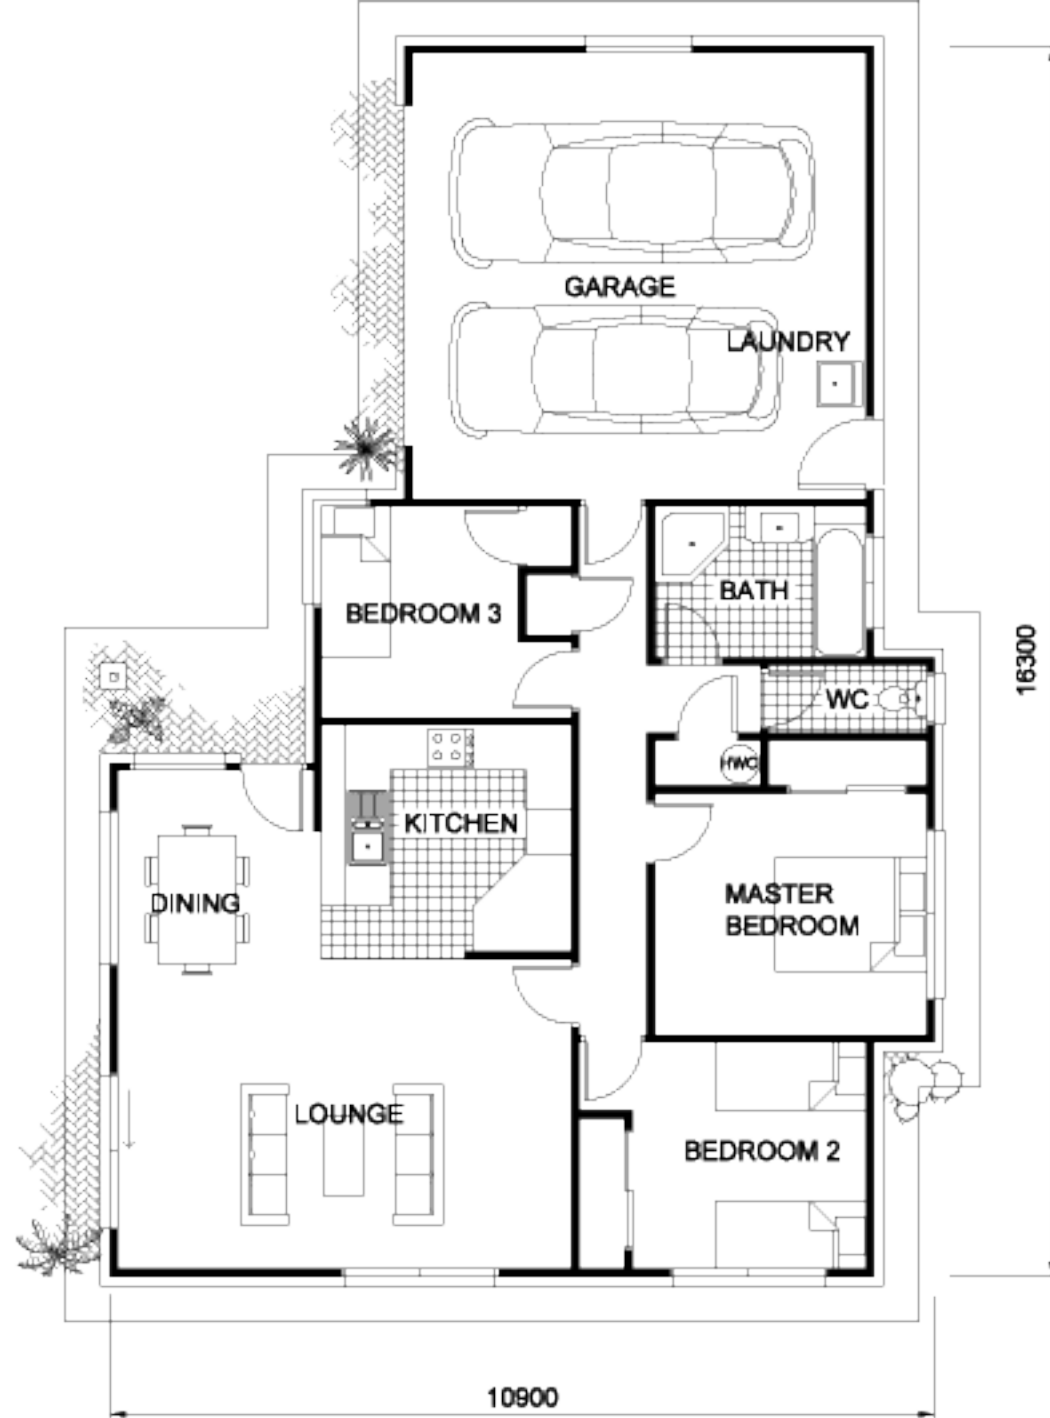 GARAGE
LAUNDRY
BATH
BEDROOM 3
16300
WC
HWC
KITCHEN
DINING
MASTER
BEDROOM
LOUNGE
BEDROOM 2
10900